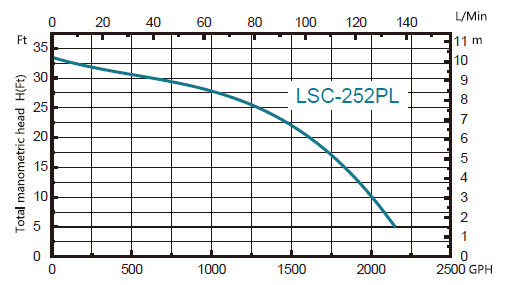 0 20 40 60 80 100 120 140 L/Min
Ft 11 m
35
10
30 9
LSC-252PL
25 8
7
20
6
15 5
4
10 3
2
5
1
0 0
0 500 1000 1500 2000 2500 GPH
Total manometric head H(Ft)